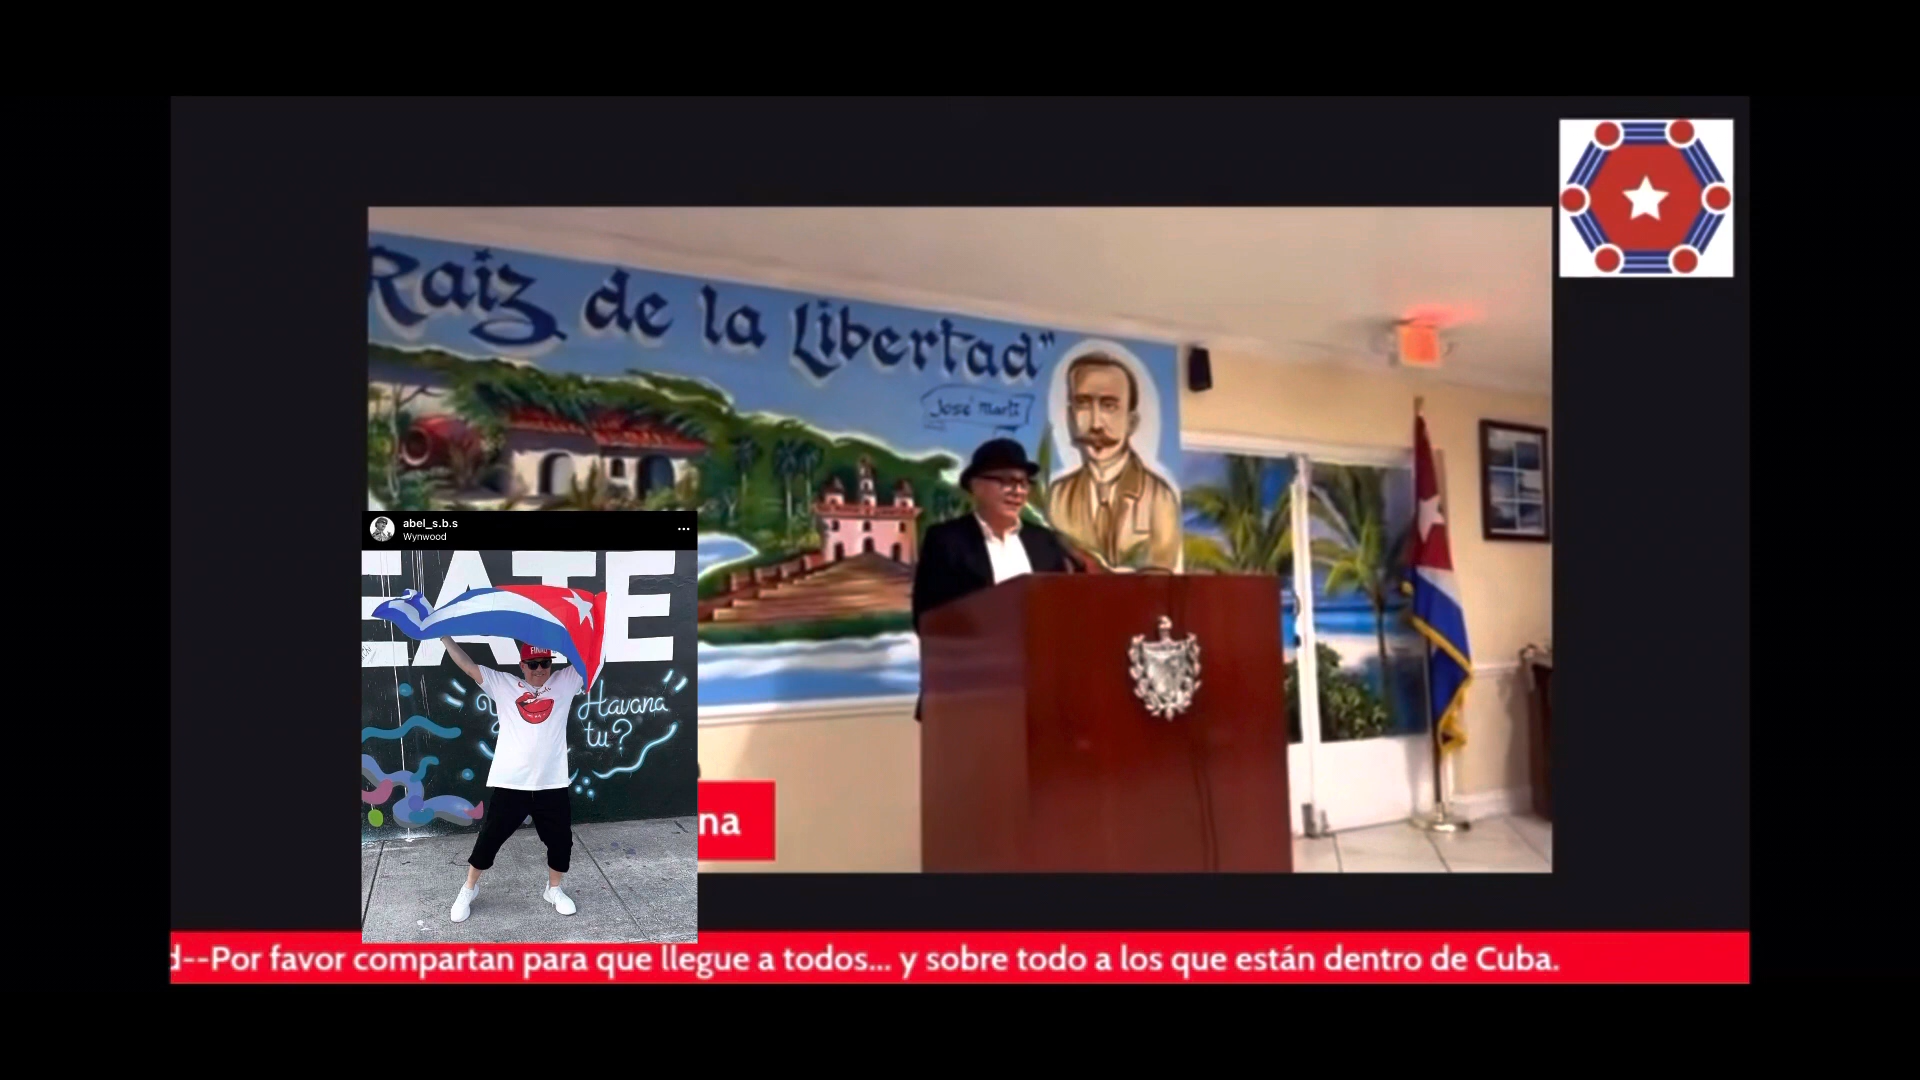 Raiz de la Libertad"
José Martí
abel_s.b.s
Wynwood
EATE
Havana
tu?
na
d--Por favor compartan para que llegue a todos... y sobre todo a los que están dentro de Cuba.